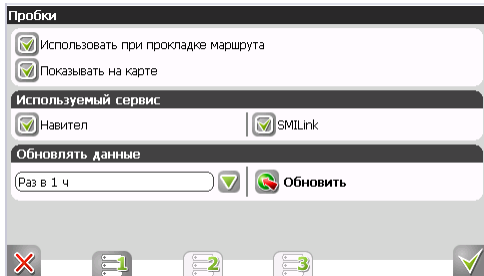 Пробки
Использовать при прокладке маршрута
Показывать на карте
Используемый сервис
Навител SMILink
Обновлять данные
Раз в 1 ч Обновить
1 2 3